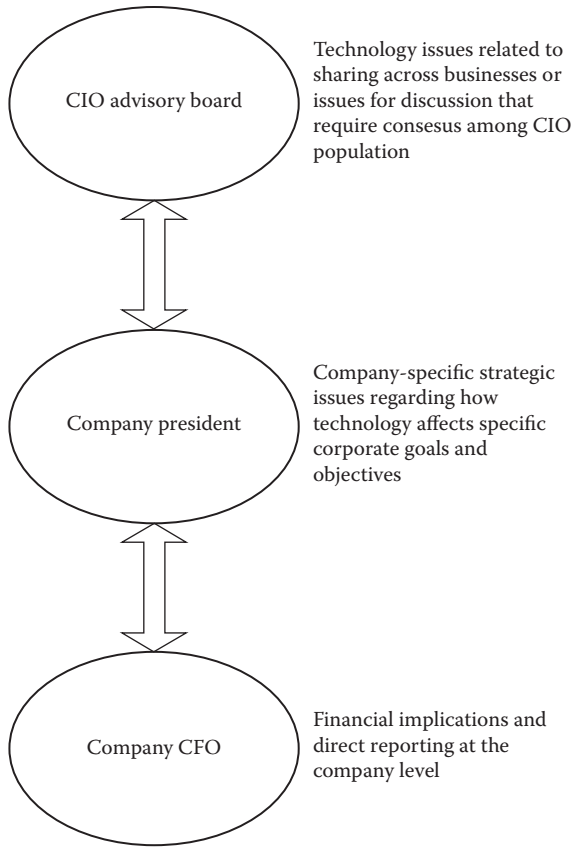 CIO advisory board
Technology issues related to
sharing across businesses or
issues for discussion that
require consesus among CIO
population
Company president
Company-specific strategic
issues regarding how
technology affects specific
corporate goals and
objectives
Company CFO
Financial implications and
direct reporting at the
company level